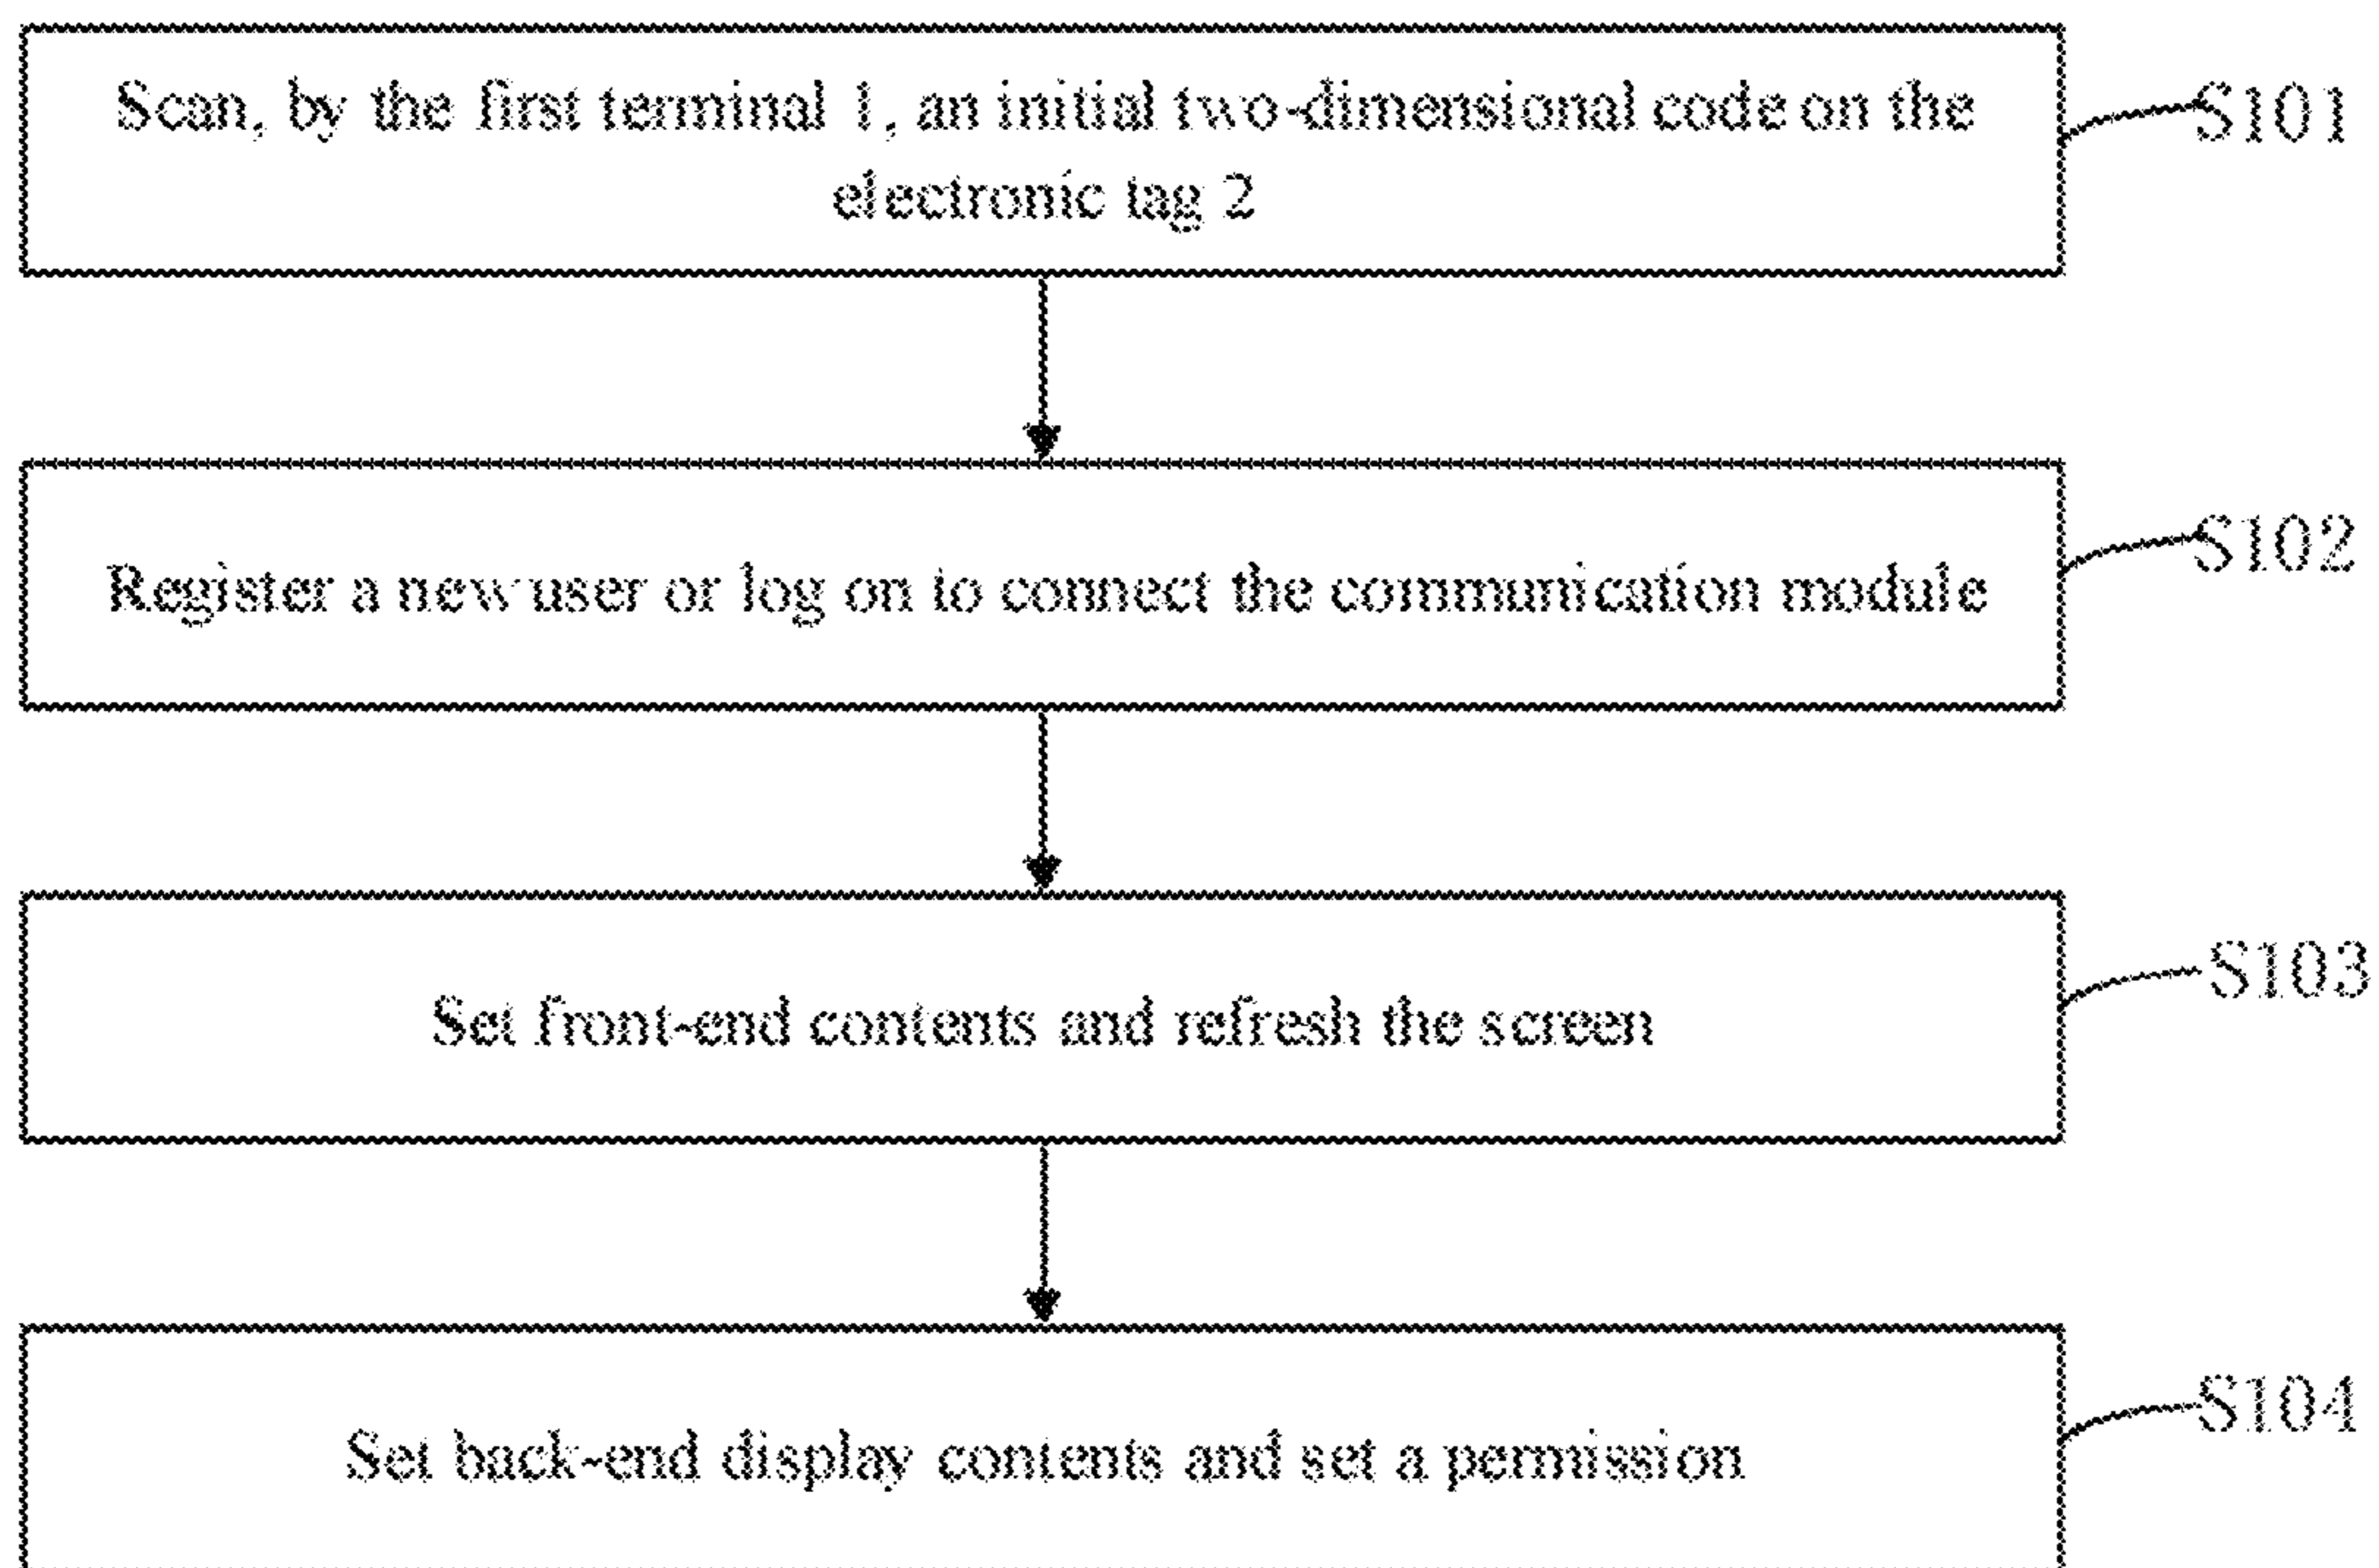 Scan, by the first terminal 1, an initial two-dimensional code on the
electronic tag 2
S101
Register a new user or log on to connect the communication module
S102
Set front-end contents and refresh the screen
S103
Set back-end display contents and set a permission
S104